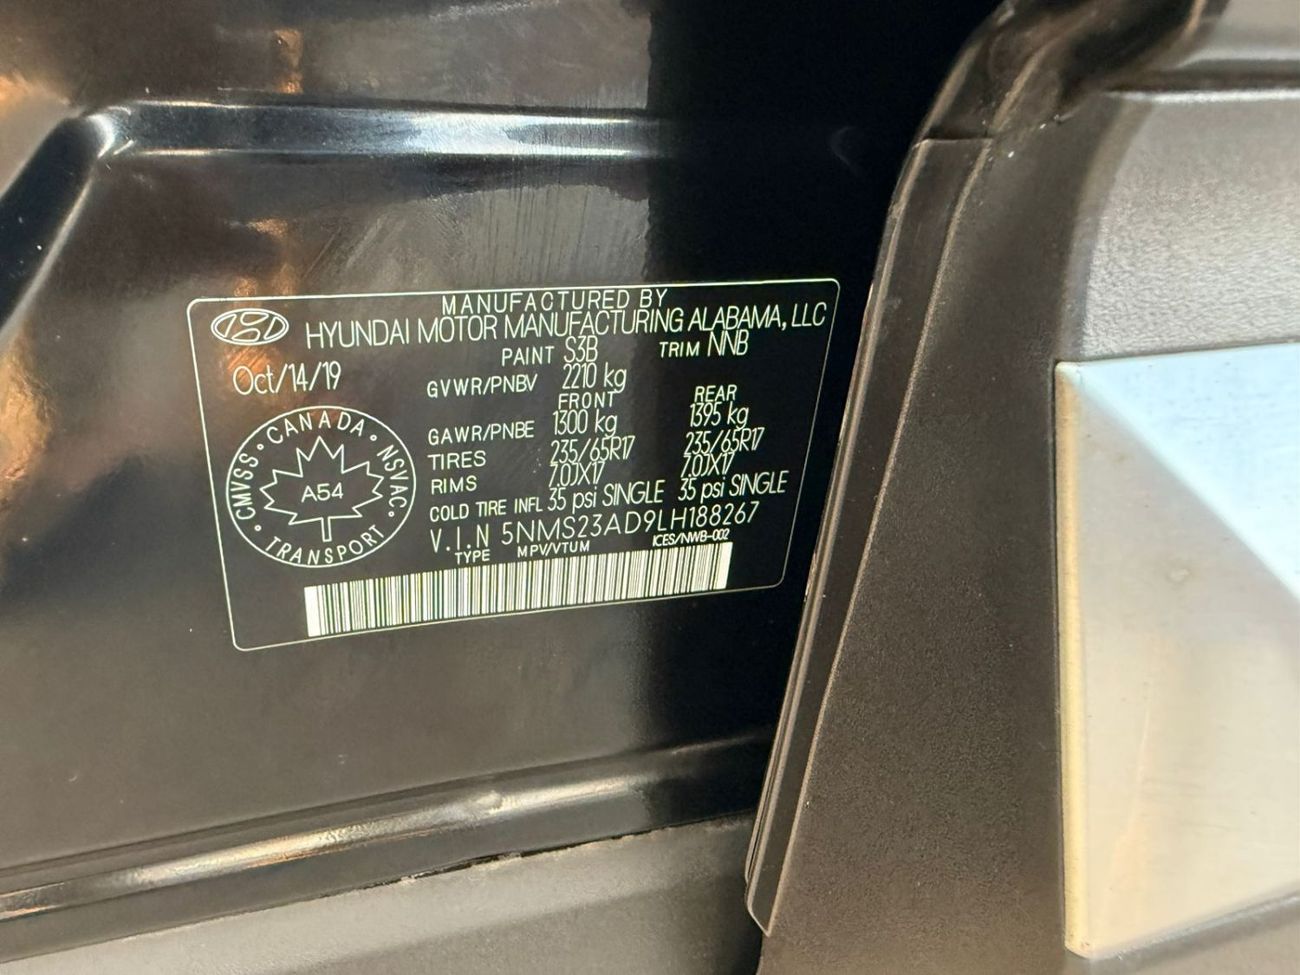 MANUFACTURED BY
HYUNDAI MOTOR MANUFACTURING ALABAMA, LLC
PAINT S3B TRIM NNB
Oct/14/19
GVWR/PNBV 2210 kg
FRONT REAR
GAWR/PNBE 1300 kg 1395 kg
TIRES 235/65R17 235/65R17
RIMS 7.0JX17 7.0JX17
COLD TIRE INFL 35 psi SINGLE 35 psi SINGLE
V.I.N 5NMS23AD9LH188267
TYPE MPV/VTUM ICES/NWB-002
CMVSS • CANADA • NSVAC • TRANSPORT •
A54